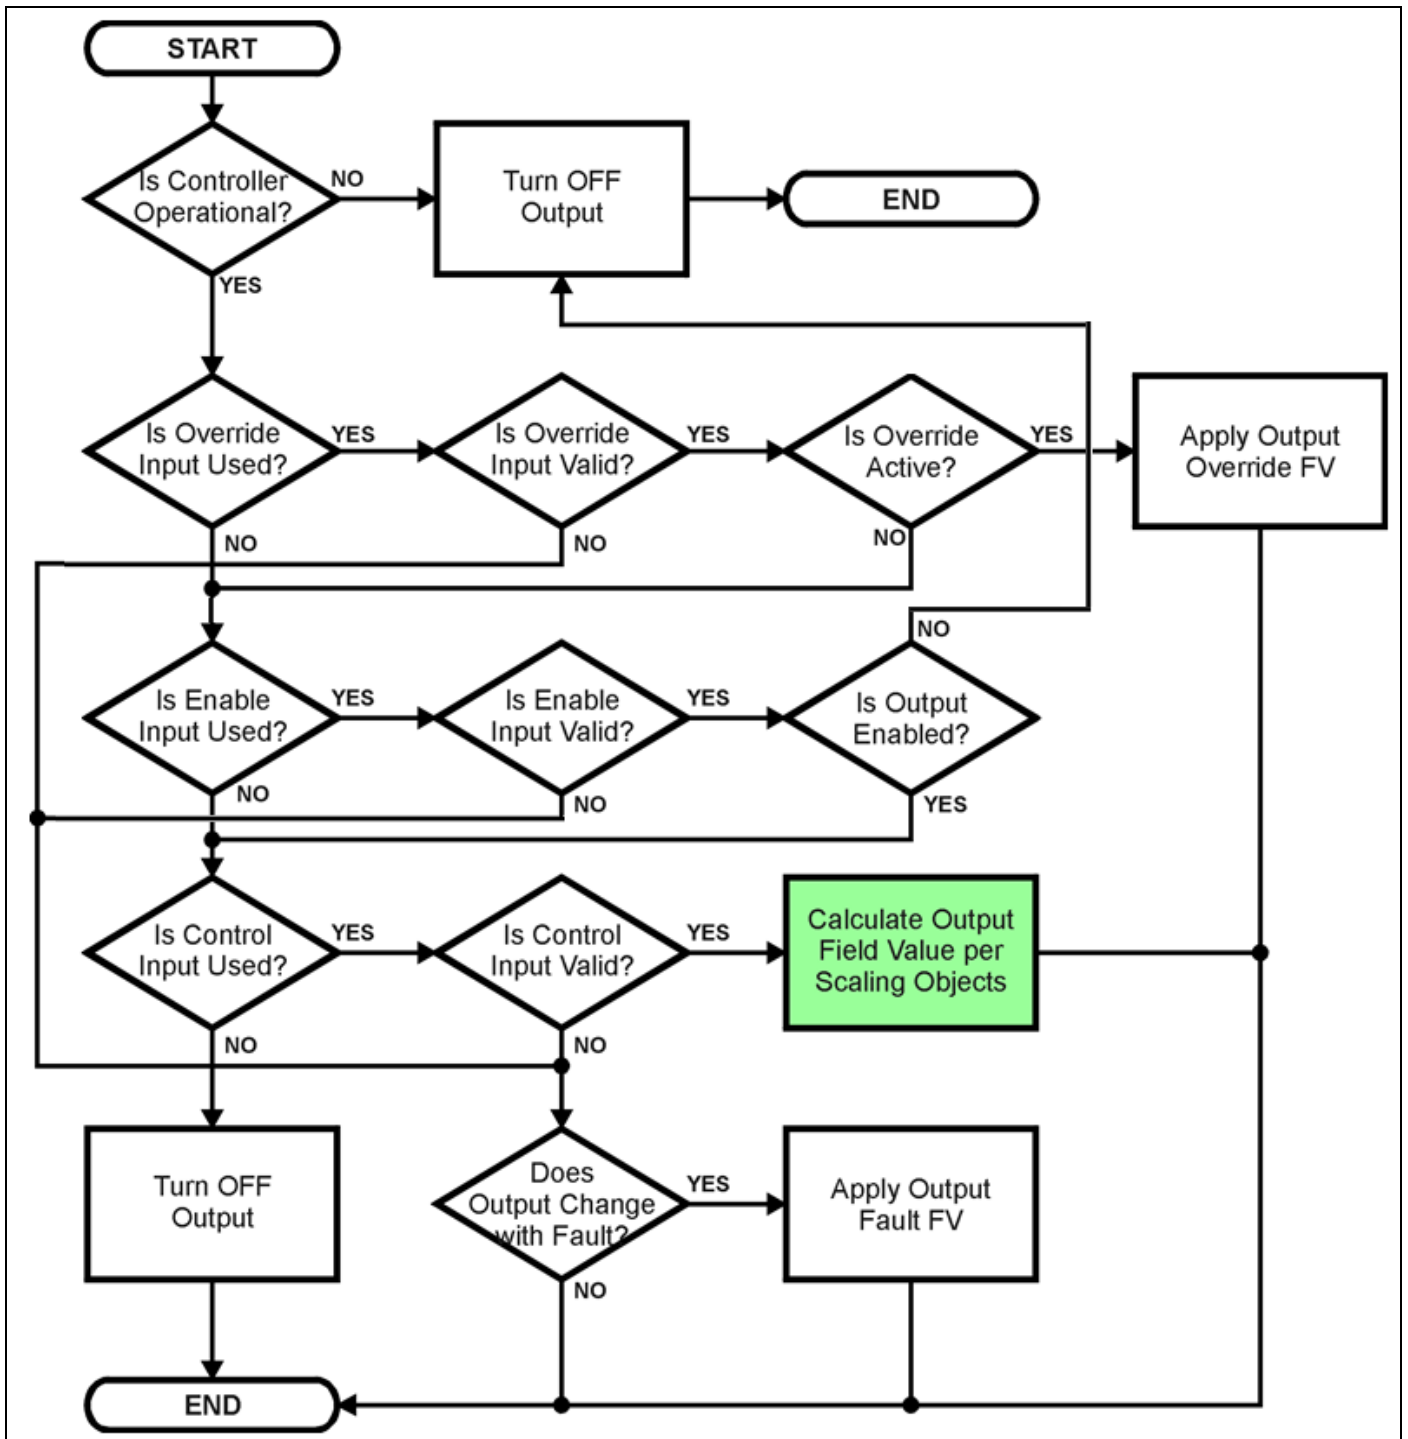 START
Is Controller
Operational?
NO
Turn OFF
Output
END
YES
Is Override
Input Used?
YES
Is Override
Input Valid?
YES
Is Override
Active?
YES
Apply Output
Override FV
NO
NO
NO
Is Enable
Input Used?
YES
Is Enable
Input Valid?
YES
NO
Is Output
Enabled?
NO
NO
YES
Is Control
Input Used?
YES
Is Control
Input Valid?
YES
Calculate Output
Field Value per
Scaling Objects
NO
NO
Turn OFF
Output
Does
Output Change
with Fault?
YES
Apply Output
Fault FV
NO
END